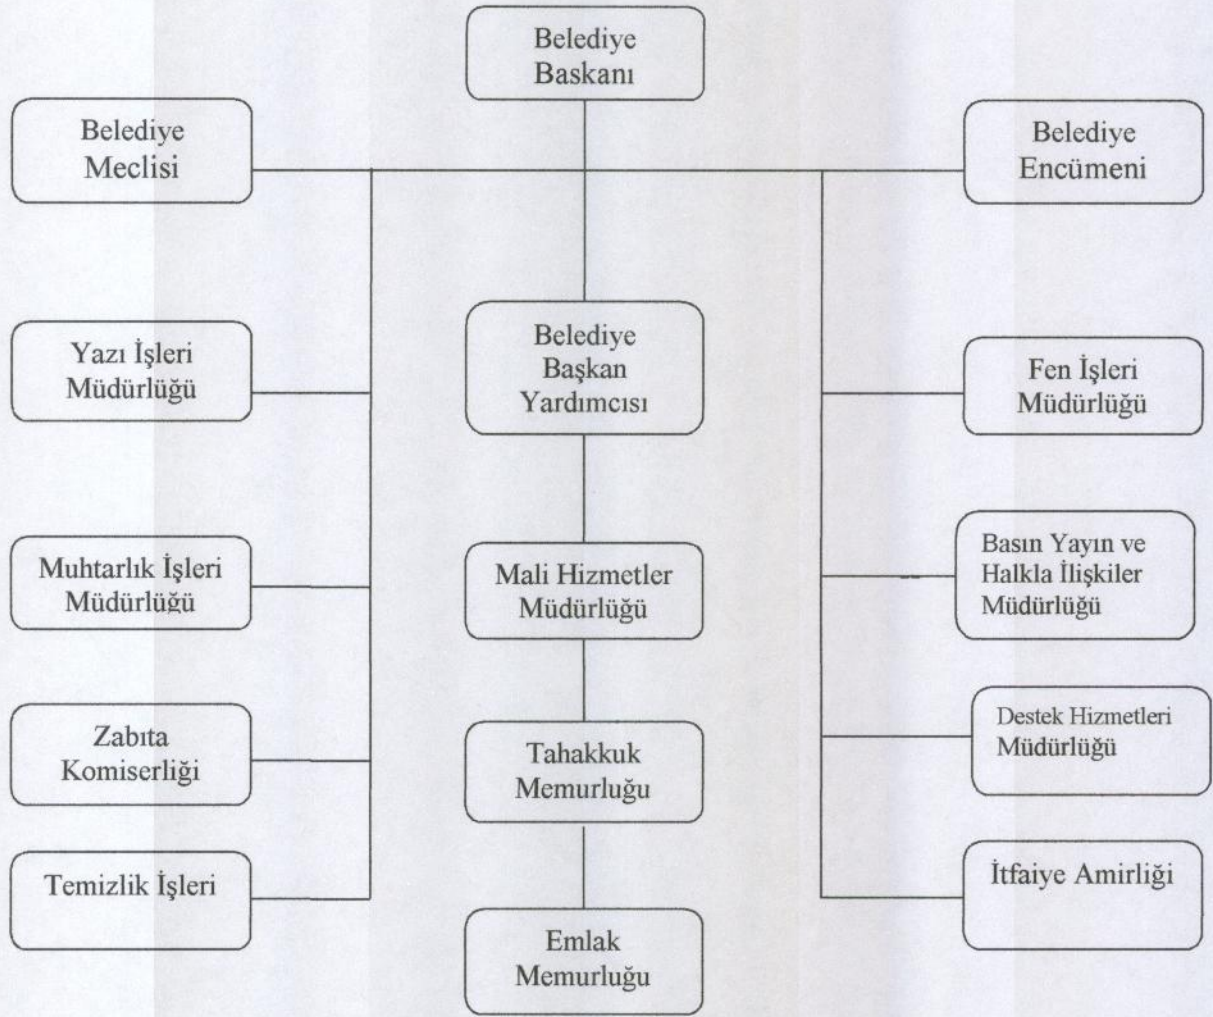 Belediye
Baskanı
Belediye
Meclisi
Belediye
Encümeni
Yazı İşleri
Müdürlüğü
Belediye
Başkan
Yardımcısı
Fen İşleri
Müdürlüğü
Muhtarlık İşleri
Müdürlüğü
Mali Hizmetler
Müdürlüğü
Basın Yayın ve
Halkla İlişkiler
Müdürlüğü
Zabıta
Komiserliği
Tahakkuk
Memurluğu
Destek Hizmetleri
Müdürlüğü
Temizlik İşleri
Emlak
Memurluğu
İtfaiye Amirliği